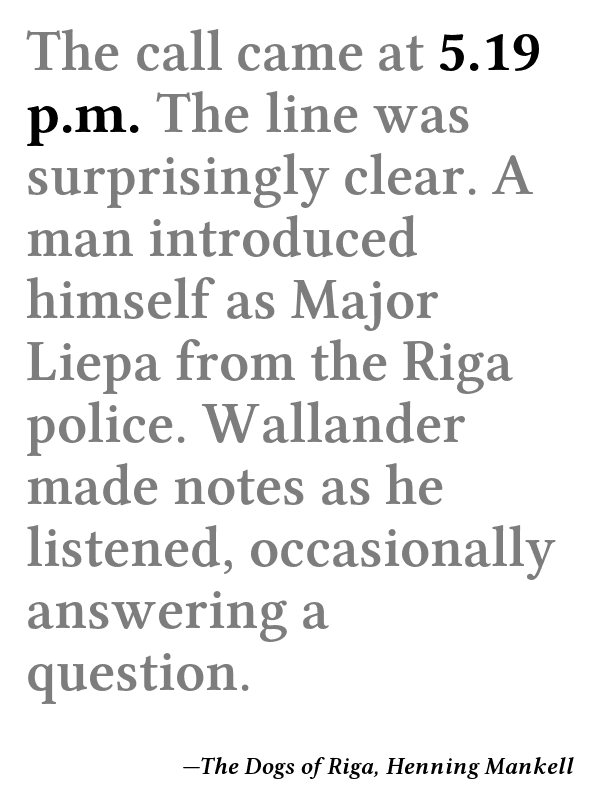 The call came at 5.19
p.m. The line was
surprisingly clear. A
man introduced
himself as Major
Liepa from the Riga
police. Wallander
made notes as he
listened, occasionally
answering a
question.
—The Dogs of Riga, Henning Mankell